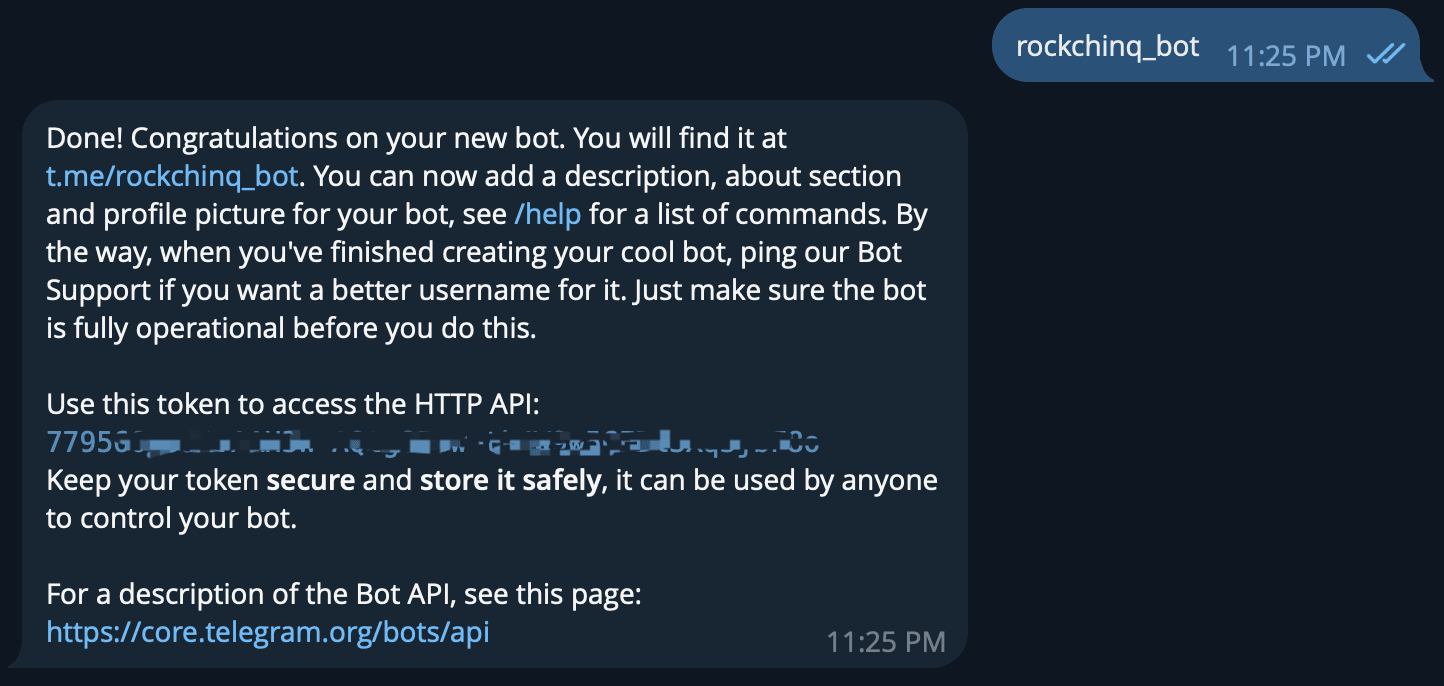 rockchinq_bot 11:25 PM
Done! Congratulations on your new bot. You will find it at
t.me/rockchinq_bot. You can now add a description, about section
and profile picture for your bot, see /help for a list of commands. By
the way, when you've finished creating your cool bot, ping our Bot
Support if you want a better username for it. Just make sure the bot
is fully operational before you do this.
Use this token to access the HTTP API:
Keep your token secure and store it safely, it can be used by anyone
to control your bot.
For a description of the Bot API, see this page:
https://core.telegram.org/bots/api
11:25 PM